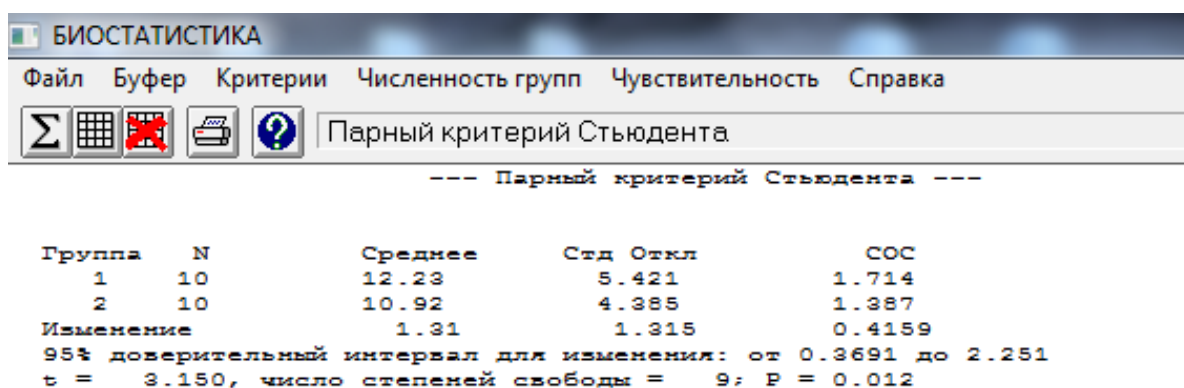 БИОСТАТИСТИКА
Файл Буфер Критерии Численность групп Чувствительность Справка
Парный критерий Стьюдента
--- Парный критерий Стьюдента ---
Группа N Среднее Стд Откл СОС
1 10 12.23 5.421 1.714
2 10 10.92 4.385 1.387
Изменение 1.31 1.315 0.4159
95% доверительный интервал для изменения: от 0.3691 до 2.251
t = 3.150, число степеней свободы = 9; P = 0.012